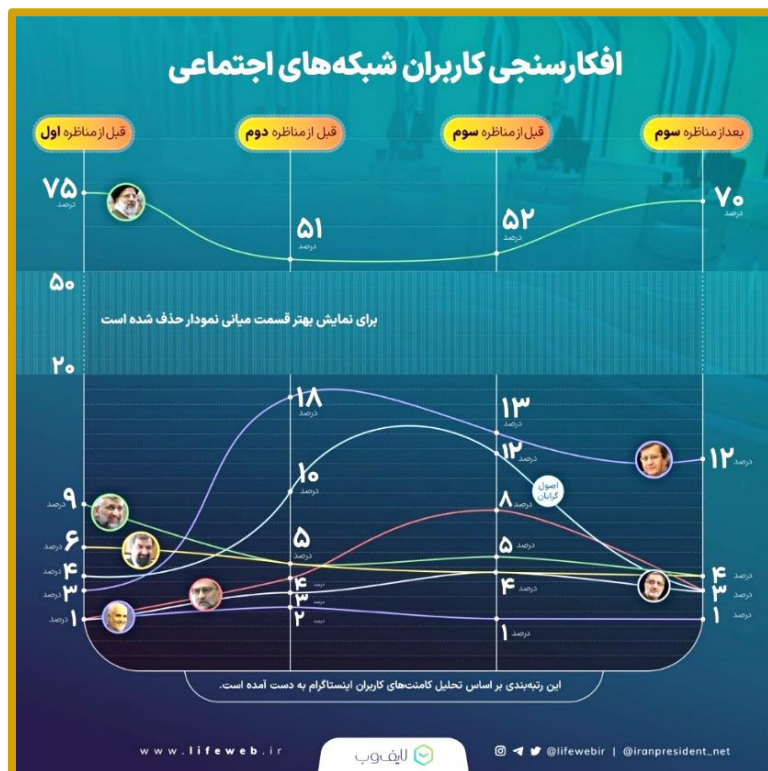 افکارسنجی کاربران شبکه‌های اجتماعی
قبل از مناظره اول
قبل از مناظره دوم
قبل از مناظره سوم
بعد از مناظره سوم
۷۵
درصد
۵۱
درصد
۵۲
درصد
۷۰
درصد
۵۰
برای نمایش بهتر قسمت میانی نمودار حذف شده است
۲۰
۱۸
درصد
۱۳
درصد
۱۲ درصد
۱۲
درصد
۱۰
درصد
اصول گرایان
۹ درصد
۸
درصد
۶ درصد
۵
درصد
۵
درصد
۴ درصد
۴ درصد
۴
درصد
۴ درصد
۳ درصد
۳ درصد
۳ درصد
۱ درصد
۲ درصد
۱ درصد
۱ درصد
این رتبه‌بندی بر اساس تحلیل کامنت‌های کاربران اینستاگرام به دست آمده است.
www.lifeweb.ir
لایف‌وب
@lifewebir | @iranpresident_net